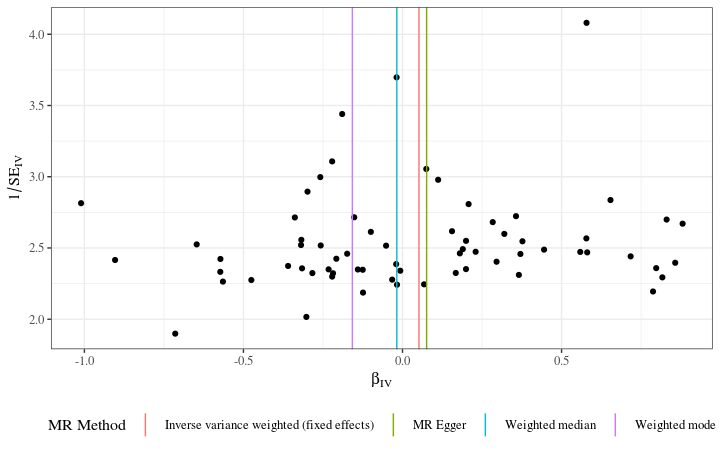 4.0
3.5
3.0
2.5
2.0
1/SE_IV
-1.0 -0.5 0.0 0.5
β_IV
MR Method Inverse variance weighted (fixed effects) MR Egger Weighted median Weighted mode